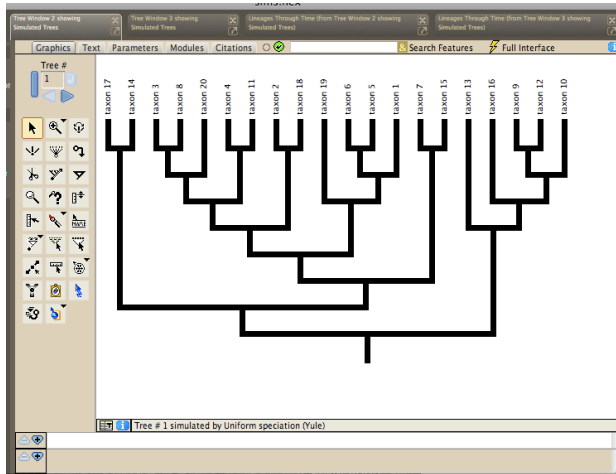 sims.nex
Tree Window 2 showing Simulated Trees
Tree Window 3 showing Simulated Trees
Lineages Through Time (from Tree Window 2 showing Simulated Trees)
Lineages Through Time (from Tree Window 3 showing Simulated Trees)
Graphics Text Parameters Modules Citations Search Features Full Interface
Tree #
1
taxon 17
taxon 14
taxon 3
taxon 8
taxon 20
taxon 4
taxon 11
taxon 2
taxon 18
taxon 19
taxon 6
taxon 5
taxon 1
taxon 7
taxon 15
taxon 13
taxon 16
taxon 9
taxon 12
taxon 10
Tree # 1 simulated by Uniform speciation (Yule)